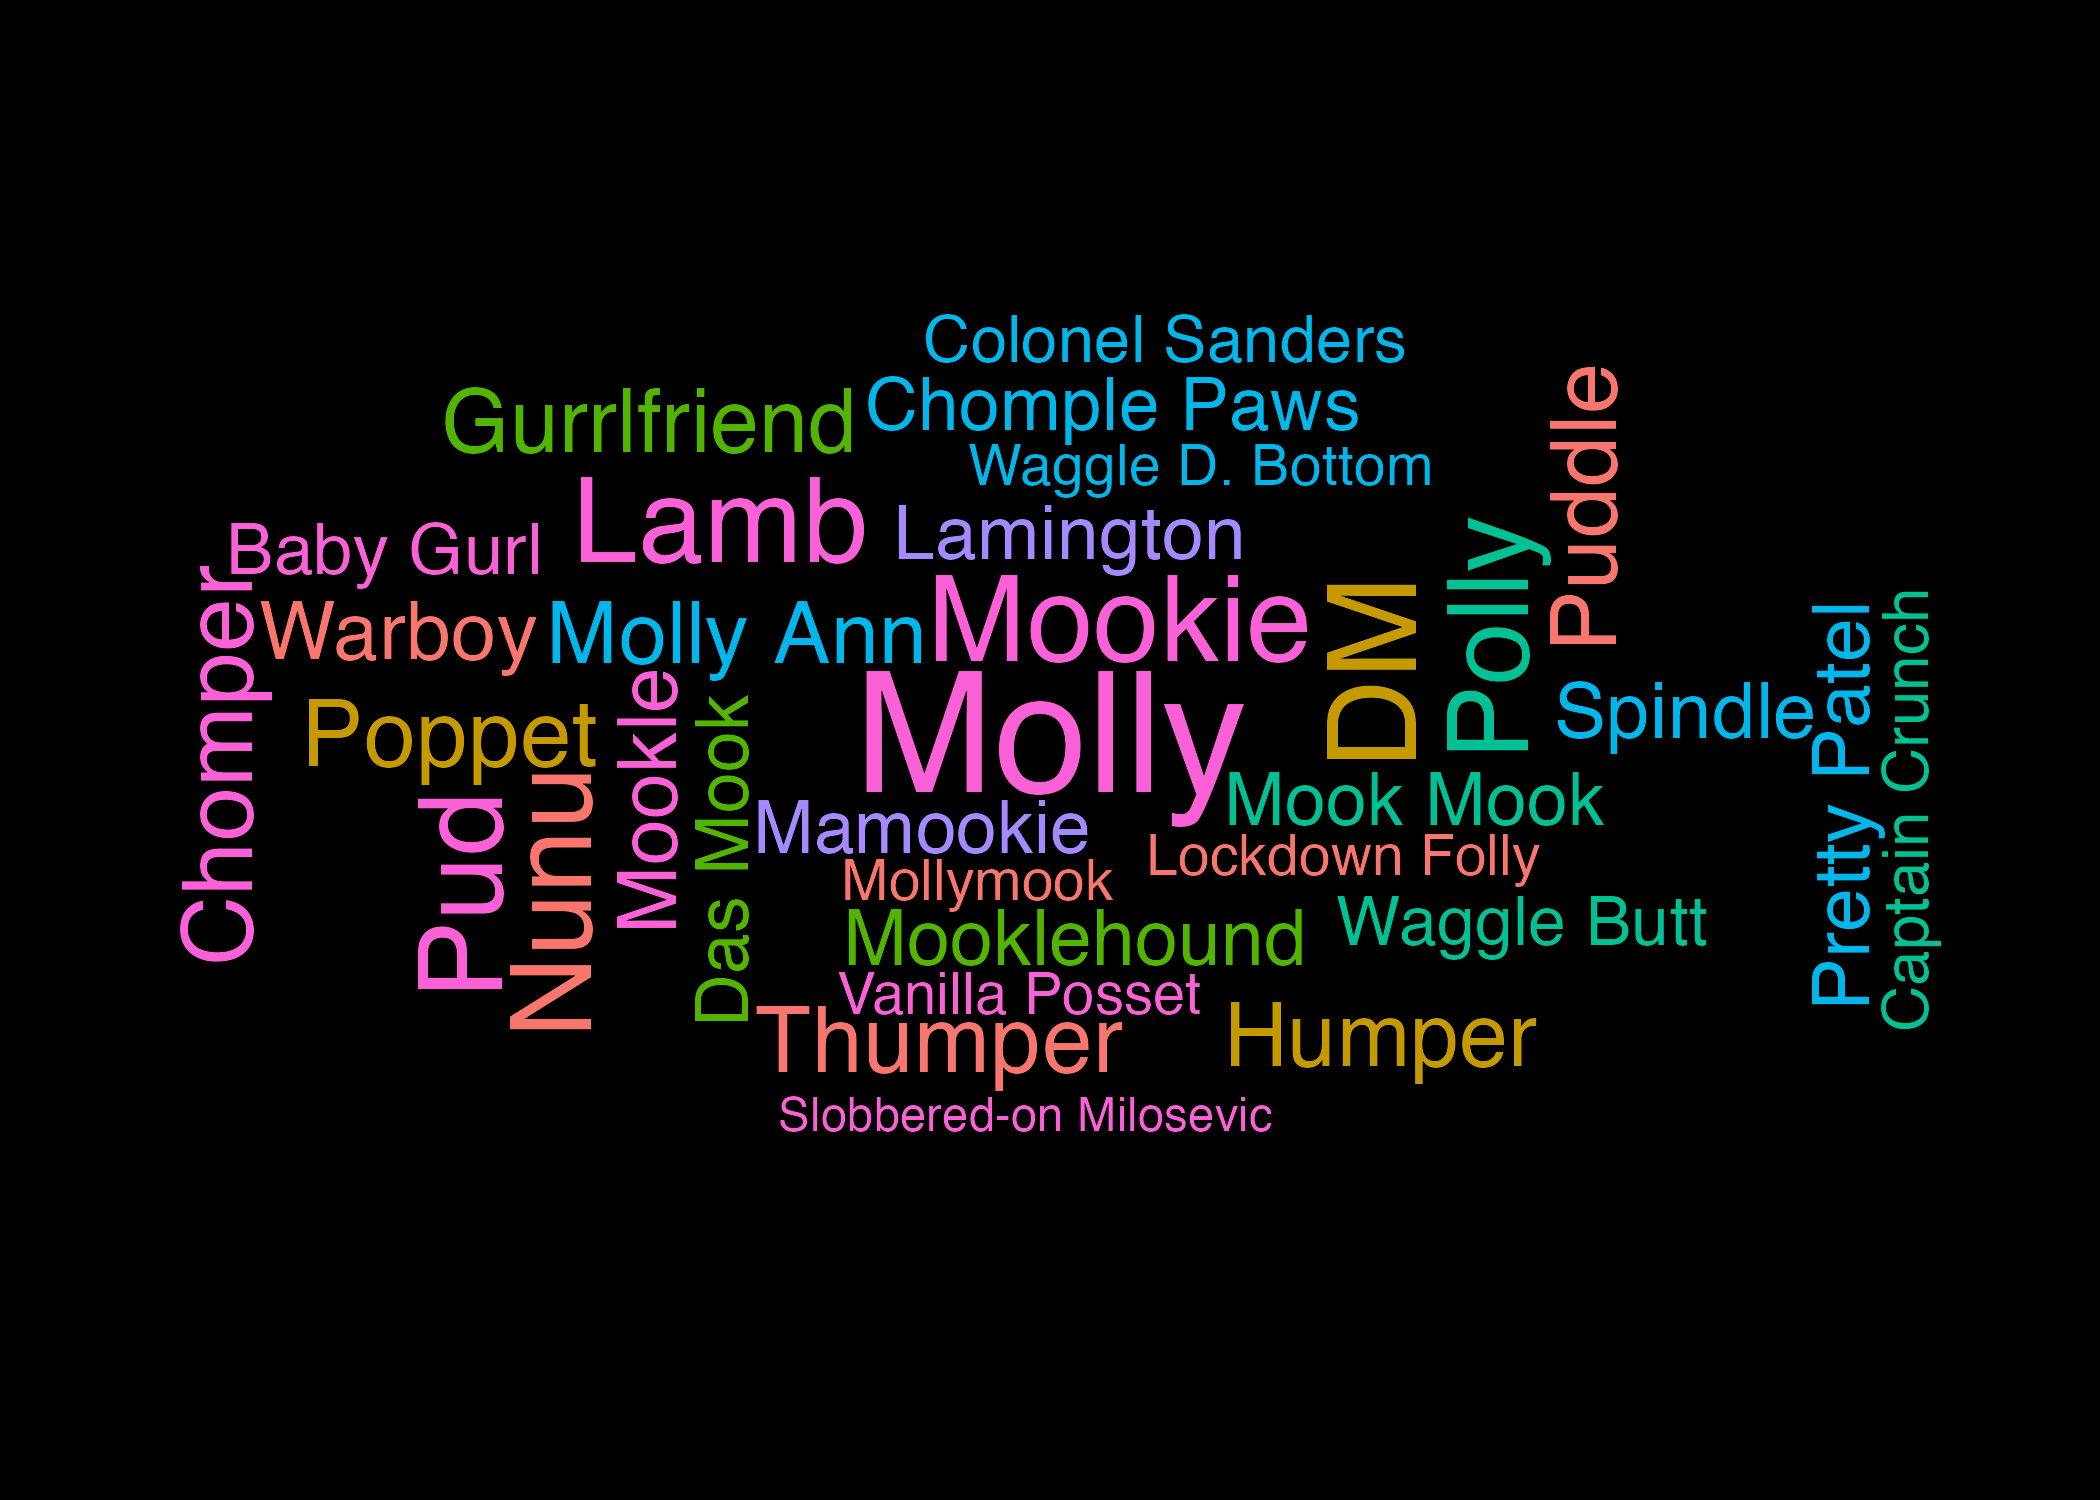 Colonel Sanders
Chomple Paws
Gurrlfriend
Waggle D. Bottom
Puddle
Lamb
Lamington
Baby Gurl
Polly
Mookie
DM
Warboy
Molly Ann
Chomper
Molly
Pretty Patel
Captain Crunch
Spindle
Poppet
Mookle
Das Mook
Nunu
Pud
Mook Mook
Mamookie
Lockdown Folly
Mollymook
Waggle Butt
Mooklehound
Vanilla Posset
Thumper
Humper
Slobbered-on Milosevic